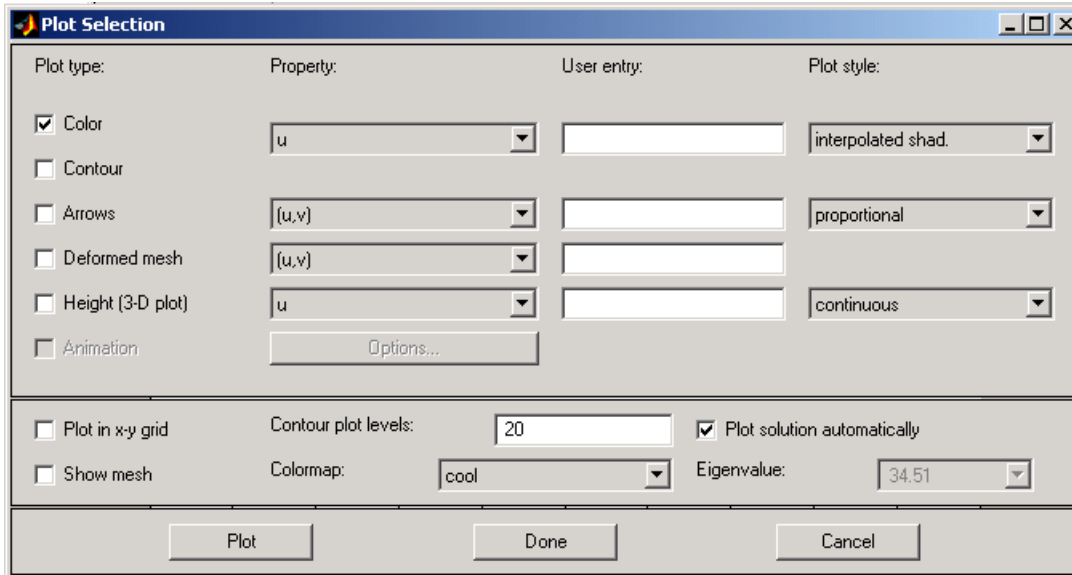 Plot Selection
Plot type: Property: User entry: Plot style:
Color u interpolated shad.
Contour
Arrows (u,v) proportional
Deformed mesh (u,v)
Height (3-D plot) u continuous
Animation Options...
Plot in x-y grid Contour plot levels: 20 Plot solution automatically
Show mesh Colormap: cool Eigenvalue: 34.51
Plot Done Cancel